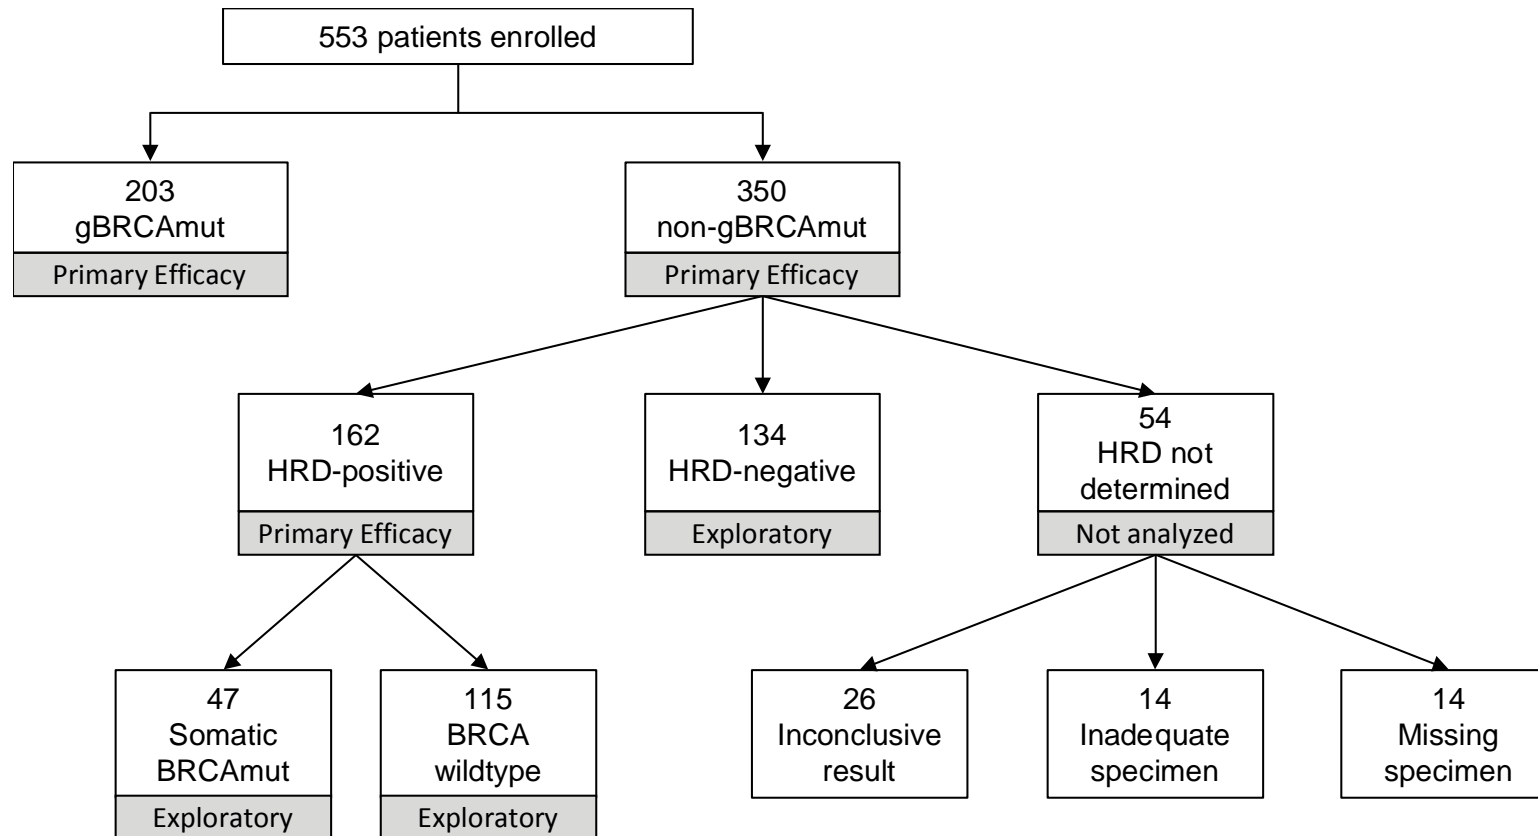 553 patients enrolled
203
gBRCAmut
Primary Efficacy
350
non-gBRCAmut
Primary Efficacy
162
HRD-positive
Primary Efficacy
134
HRD-negative
Exploratory
54
HRD not
determined
Not analyzed
47
Somatic
BRCAmut
Exploratory
115
BRCA
wildtype
Exploratory
26
Inconclusive
result
14
Inadequate
specimen
14
Missing
specimen